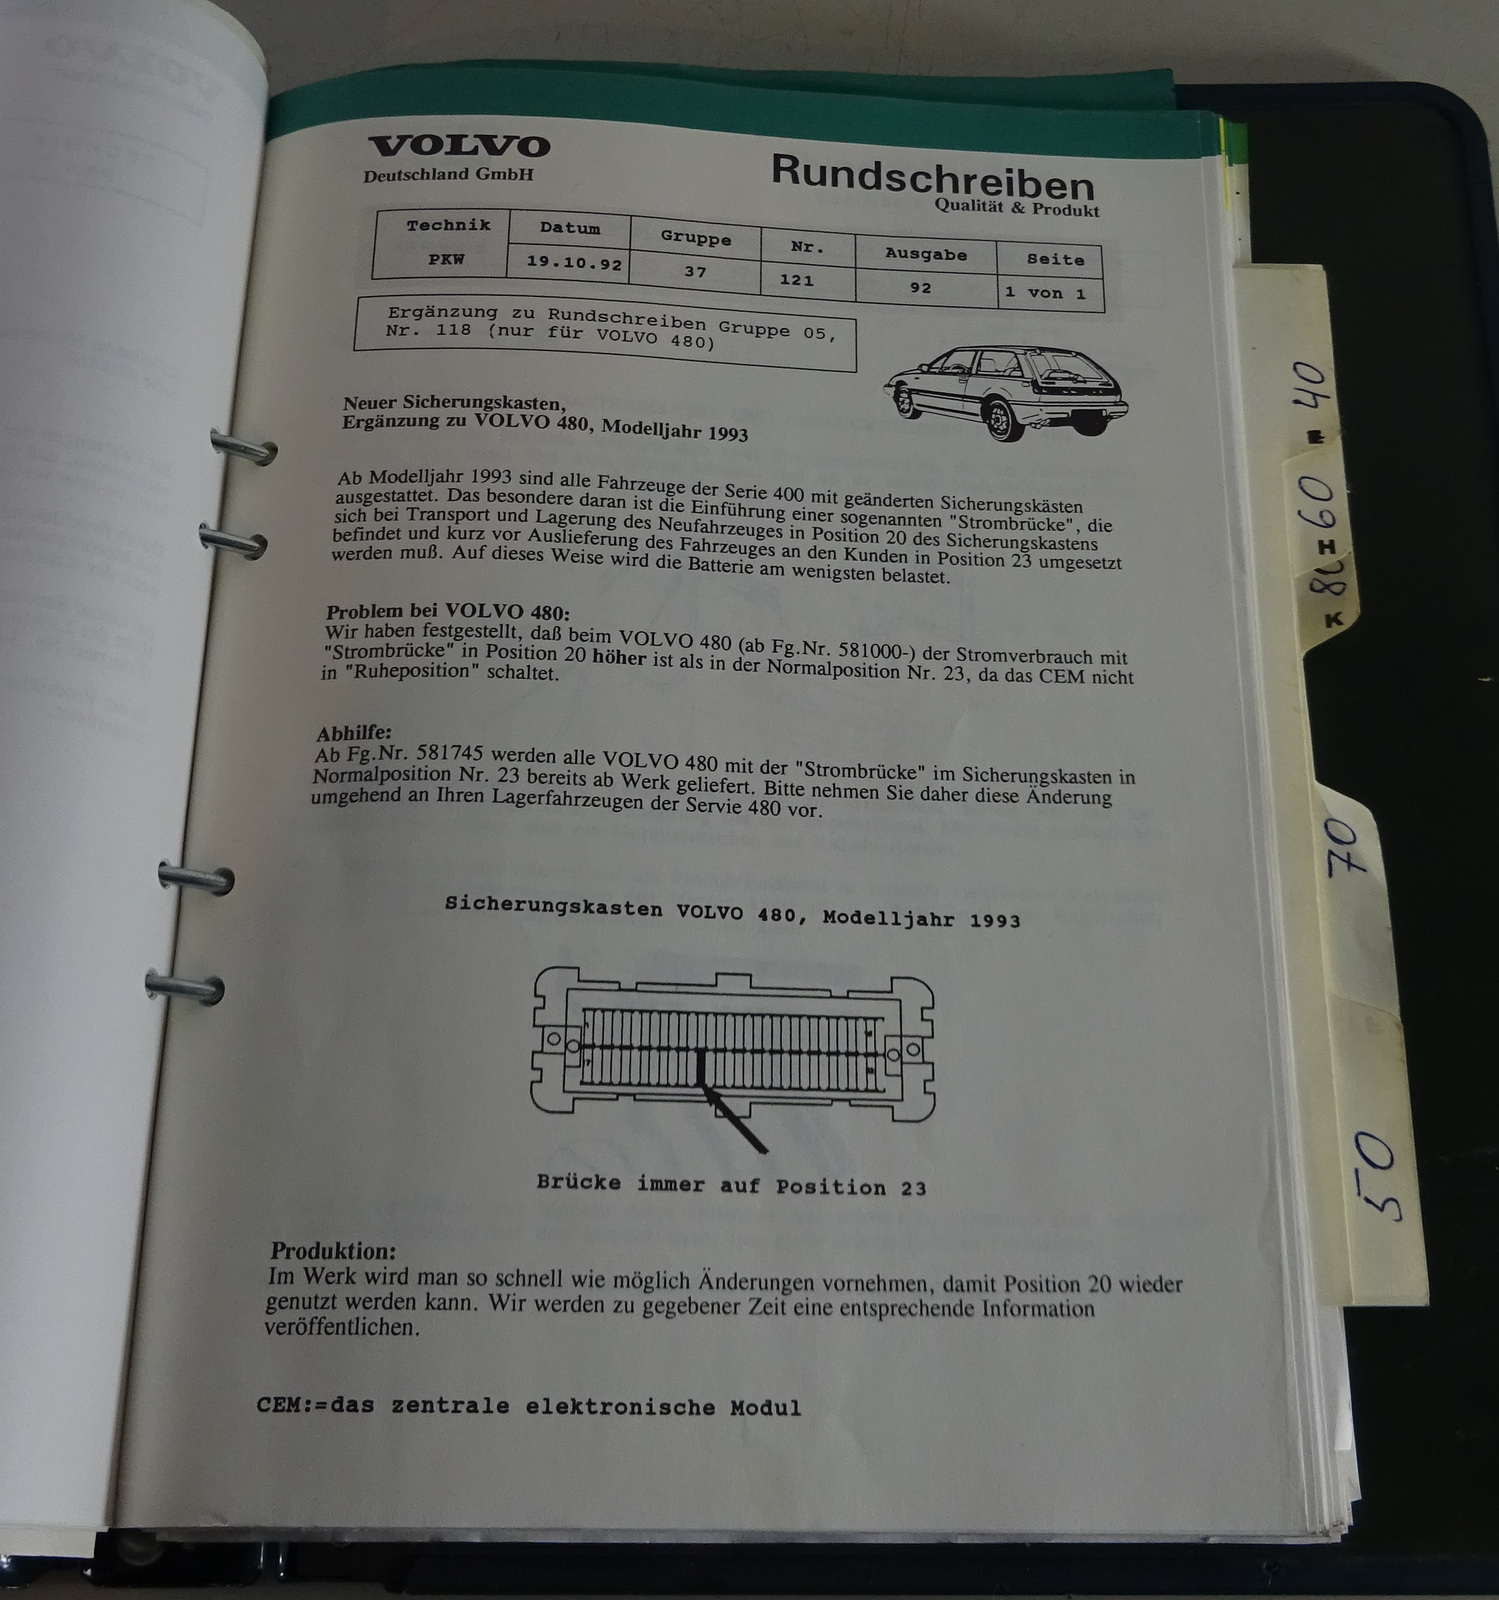 VOLVO
Deutschland GmbH
Rundschreiben
Qualität & Produkt
Technik Datum Gruppe Nr. Ausgabe Seite
PKW 19.10.92 37 121 92 1 von 1
Ergänzung zu Rundschreiben Gruppe 05,
Nr. 118 (nur für VOLVO 480)
Neuer Sicherungskasten,
Ergänzung zu VOLVO 480, Modelljahr 1993
Ab Modelljahr 1993 sind alle Fahrzeuge der Serie 400 mit geänderten Sicherungskästen
ausgestattet. Das besondere daran ist die Einführung einer sogenannten "Strombrücke", die
sich bei Transport und Lagerung des Neufahrzeuges in Position 20 des Sicherungskastens
befindet und kurz vor Auslieferung des Fahrzeuges an den Kunden in Position 23 umgesetzt
werden muß. Auf dieses Weise wird die Batterie am wenigsten belastet.
Problem bei VOLVO 480:
Wir haben festgestellt, daß beim VOLVO 480 (ab Fg.Nr. 581000-) der Stromverbrauch mit
"Strombrücke" in Position 20 höher ist als in der Normalposition Nr. 23, da das CEM nicht
in "Ruheposition" schaltet.
Abhilfe:
Ab Fg.Nr. 581745 werden alle VOLVO 480 mit der "Strombrücke" im Sicherungskasten in
Normalposition Nr. 23 bereits ab Werk geliefert. Bitte nehmen Sie daher diese Änderung
umgehend an Ihren Lagerfahrzeugen der Servie 480 vor.
Sicherungskasten VOLVO 480, Modelljahr 1993
Brücke immer auf Position 23
Produktion:
Im Werk wird man so schnell wie möglich Änderungen vornehmen, damit Position 20 wieder
genutzt werden kann. Wir werden zu gegebener Zeit eine entsprechende Information
veröffentlichen.
CEM:=das zentrale elektronische Modul
40
E
60
H
K
70
50